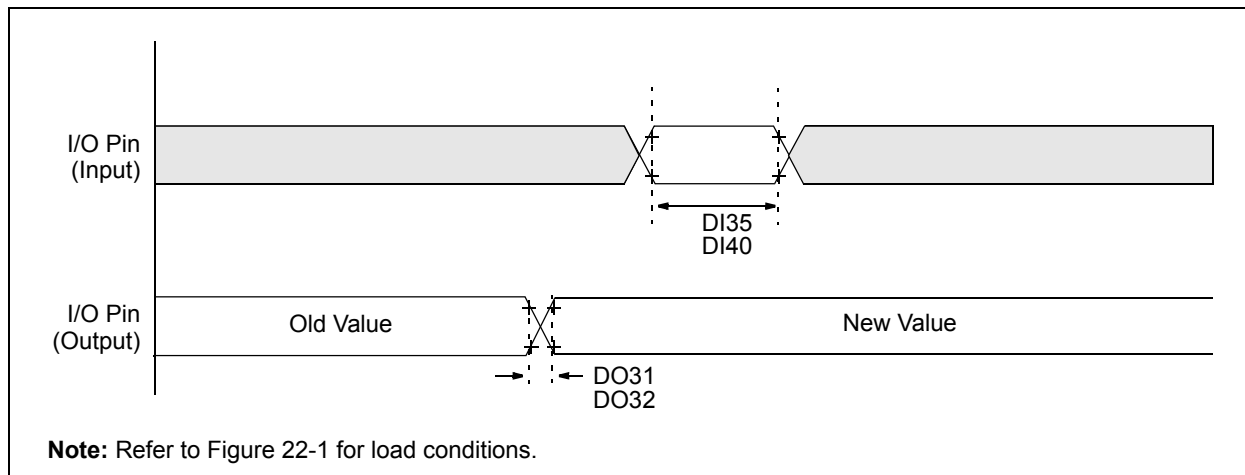 I/O Pin
(Input)
DI35
DI40
I/O Pin
(Output)
Old Value
New Value
DO31
DO32
Note: Refer to Figure 22-1 for load conditions.